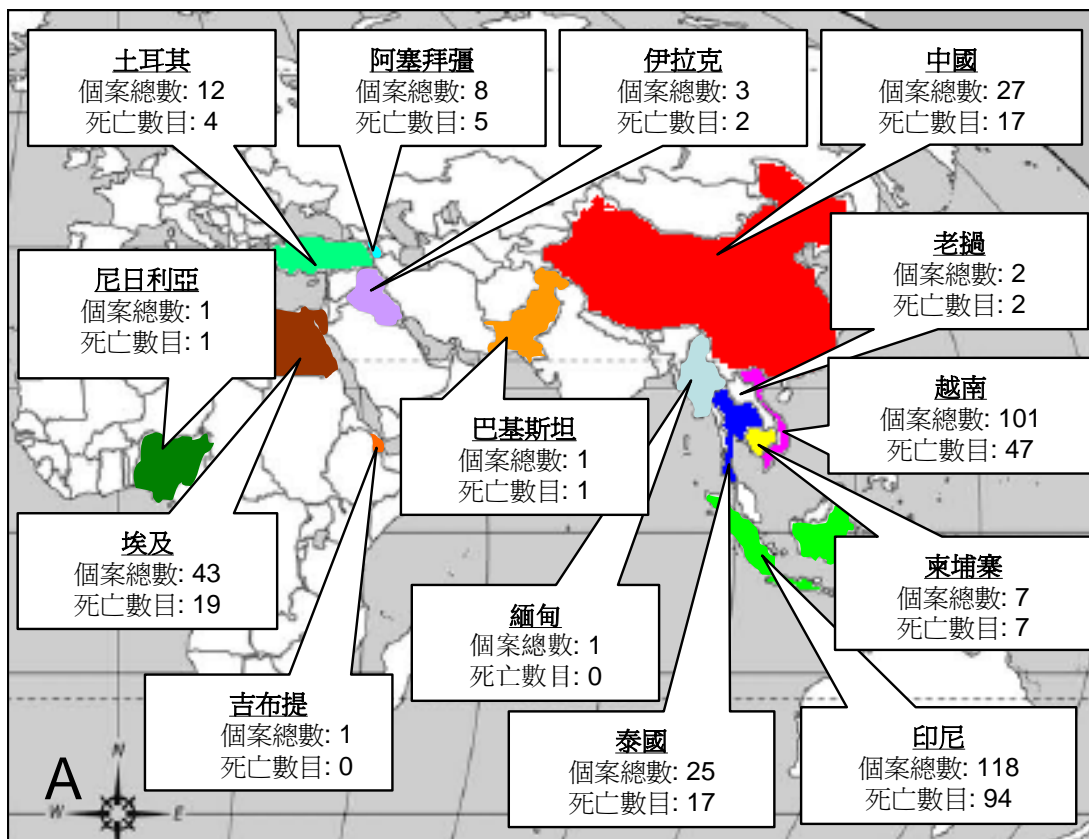 土耳其
個案總數: 12
死亡數目: 4
阿塞拜彊
個案總數: 8
死亡數目: 5
伊拉克
個案總數: 3
死亡數目: 2
中國
個案總數: 27
死亡數目: 17
老撾
個案總數: 2
死亡數目: 2
尼日利亞
個案總數: 1
死亡數目: 1
越南
個案總數: 101
死亡數目: 47
巴基斯坦
個案總數: 1
死亡數目: 1
埃及
個案總數: 43
死亡數目: 19
柬埔寨
個案總數: 7
死亡數目: 7
緬甸
個案總數: 1
死亡數目: 0
吉布提
個案總數: 1
死亡數目: 0
泰國
個案總數: 25
死亡數目: 17
印尼
個案總數: 118
死亡數目: 94
A
N
W
E